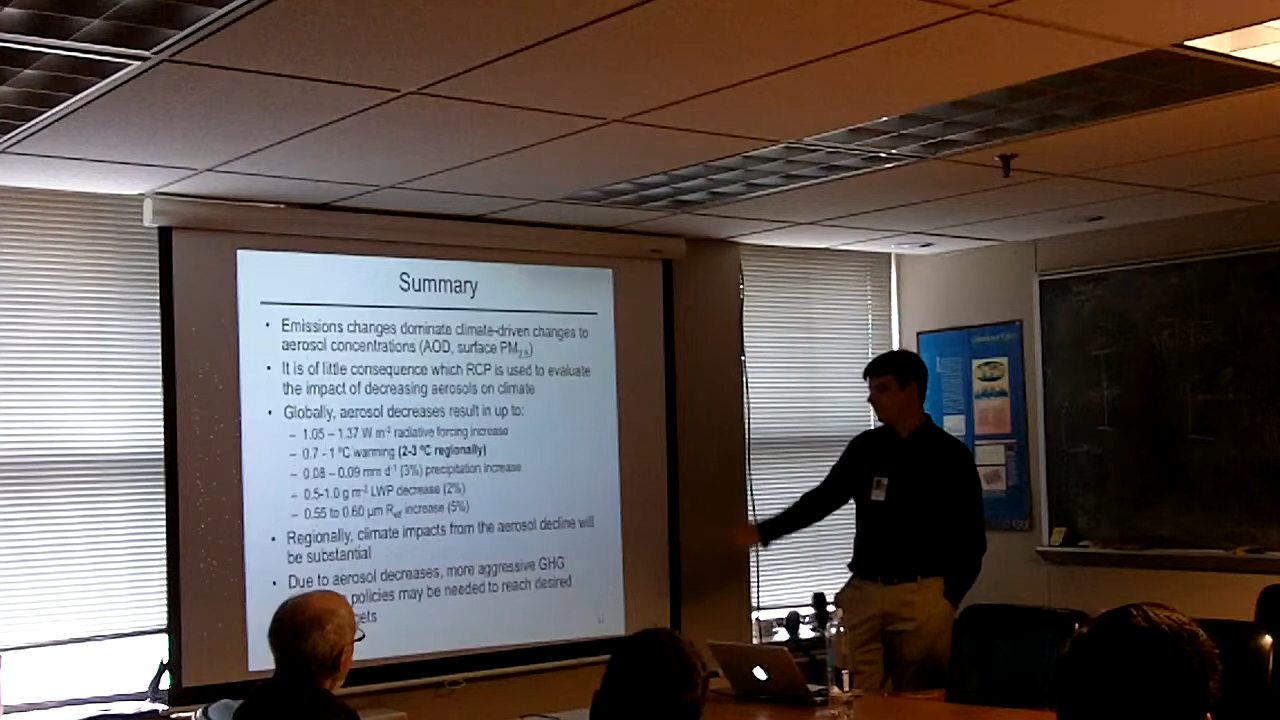 Summary
• Emissions changes dominate climate-driven changes to
aerosol concentrations (AOD, surface PM2.5)
• It is of little consequence which RCP is used to evaluate
the impact of decreasing aerosols on climate
• Globally, aerosol decreases result in up to:
– 1.05 – 1.37 W m-2 radiative forcing increase
– 0.7 - 1 ºC warming (2-3 ºC regionally)
– 0.08 – 0.09 mm d-1 (3%) precipitation increase
– 0.5-1.0 g m-2 LWP decrease (2%)
– 0.55 to 0.60 µm Reff increase (5%)
• Regionally, climate impacts from the aerosol decline will
be substantial
• Due to aerosol decreases, more aggressive GHG
policies may be needed to reach desired